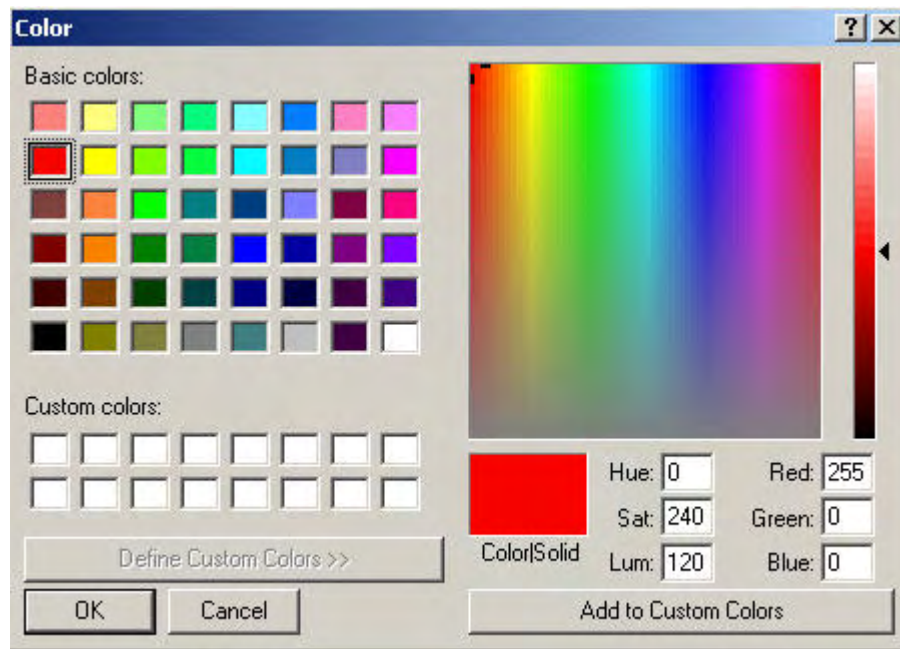 Color
Basic colors:
Custom colors:
Define Custom Colors >>
OK Cancel
Hue: 0 Red: 255
Sat: 240 Green: 0
Color|Solid
Lum: 120 Blue: 0
Add to Custom Colors